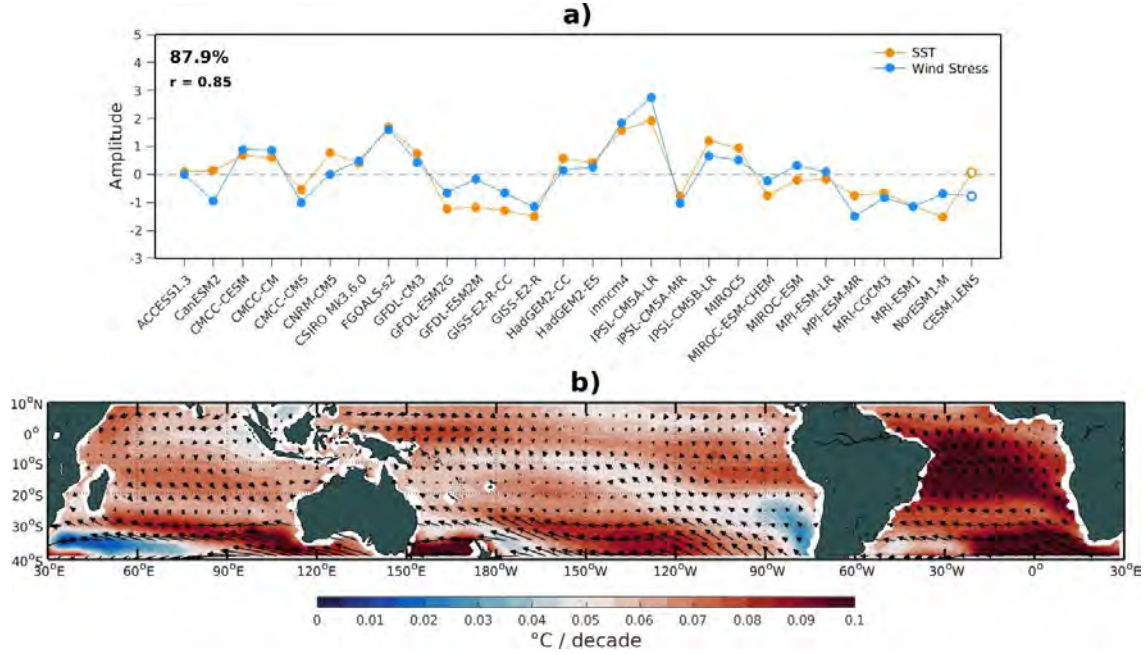 a)
5
87.9%
r = 0.85
SST
Wind Stress
4
3
2
1
0
-1
-2
-3
Amplitude
ACCESS1.3
CanESM2
CMCC-CESM
CMCC-CM
CMCC-CM5
CNRM-CM5
CSIRO Mk3.6.0
FGOALS-s2
GFDL-CM3
GFDL-ESM2G
GFDL-ESM2M
GISS-E2-R-CC
GISS-E2-R
HadGEM2-CC
HadGEM2-ES
inmcm4
IPSL-CM5A-LR
IPSL-CM5A-MR
IPSL-CM5B-LR
MIROC5
MIROC-ESM-CHEM
MIROC-ESM
MPI-ESM-LR
MPI-ESM-MR
MRI-CGCM3
MRI-ESM1
NorESM1-M
CESM-LENS
b)
10°N
0°
10°S
20°S
30°S
40°S
30°E 60°E 90°E 120°E 150°E 180°W 150°W 120°W 90°W 60°W 30°W 0° 30°E
0 0.01 0.02 0.03 0.04 0.05 0.06 0.07 0.08 0.09 0.1
°C / decade